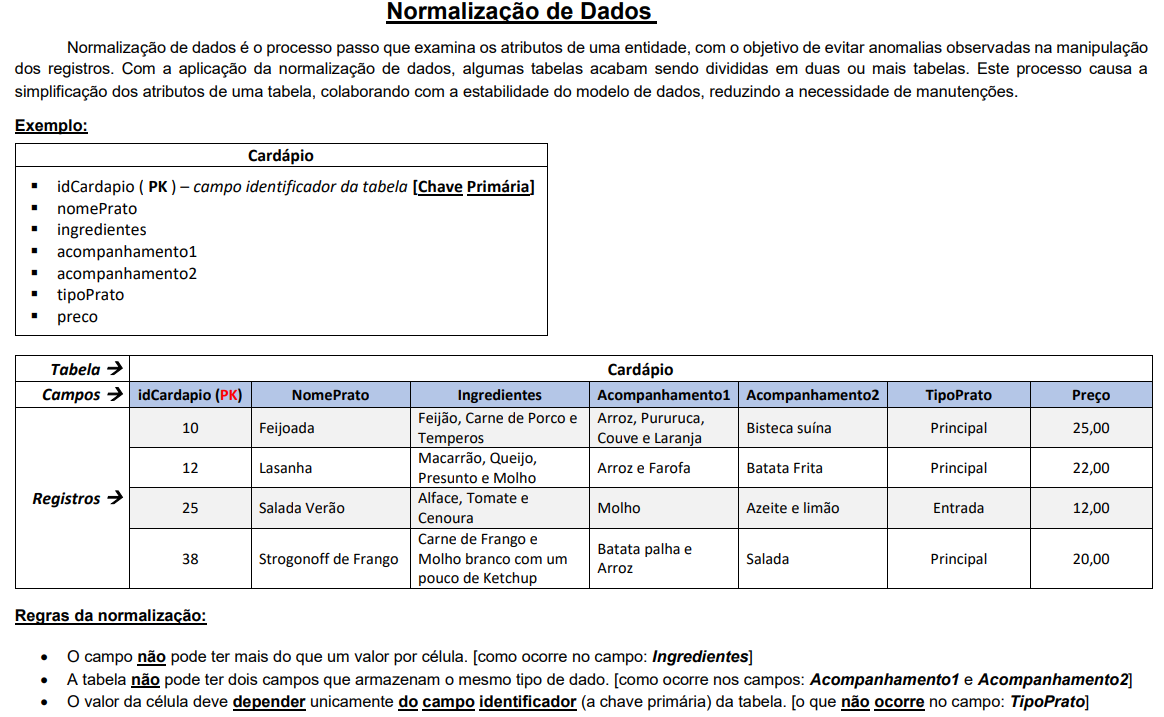 Normalização de Dados
Normalização de dados é o processo passo que examina os atributos de uma entidade, com o objetivo de evitar anomalias observadas na manipulação
dos registros. Com a aplicação da normalização de dados, algumas tabelas acabam sendo divididas em duas ou mais tabelas. Este processo causa a
simplificação dos atributos de uma tabela, colaborando com a estabilidade do modelo de dados, reduzindo a necessidade de manutenções.
Exemplo:
Cardápio
▪ idCardapio ( PK ) – campo identificador da tabela [Chave Primária]
▪ nomePrato
▪ ingredientes
▪ acompanhamento1
▪ acompanhamento2
▪ tipoPrato
▪ preco
Tabela → Cardápio
Campos → idCardapio (PK) NomePrato Ingredientes Acompanhamento1 Acompanhamento2 TipoPrato Preço
Registros →
10 Feijoada Feijão, Carne de Porco e Temperos Arroz, Pururuca, Couve e Laranja Bisteca suína Principal 25,00
12 Lasanha Macarrão, Queijo, Presunto e Molho Arroz e Farofa Batata Frita Principal 22,00
25 Salada Verão Alface, Tomate e Cenoura Molho Azeite e limão Entrada 12,00
38 Strogonoff de Frango Carne de Frango e Molho branco com um pouco de Ketchup Batata palha e Arroz Salada Principal 20,00
Regras da normalização:
• O campo não pode ter mais do que um valor por célula. [como ocorre no campo: Ingredientes]
• A tabela não pode ter dois campos que armazenam o mesmo tipo de dado. [como ocorre nos campos: Acompanhamento1 e Acompanhamento2]
• O valor da célula deve depender unicamente do campo identificador (a chave primária) da tabela. [o que não ocorre no campo: TipoPrato]